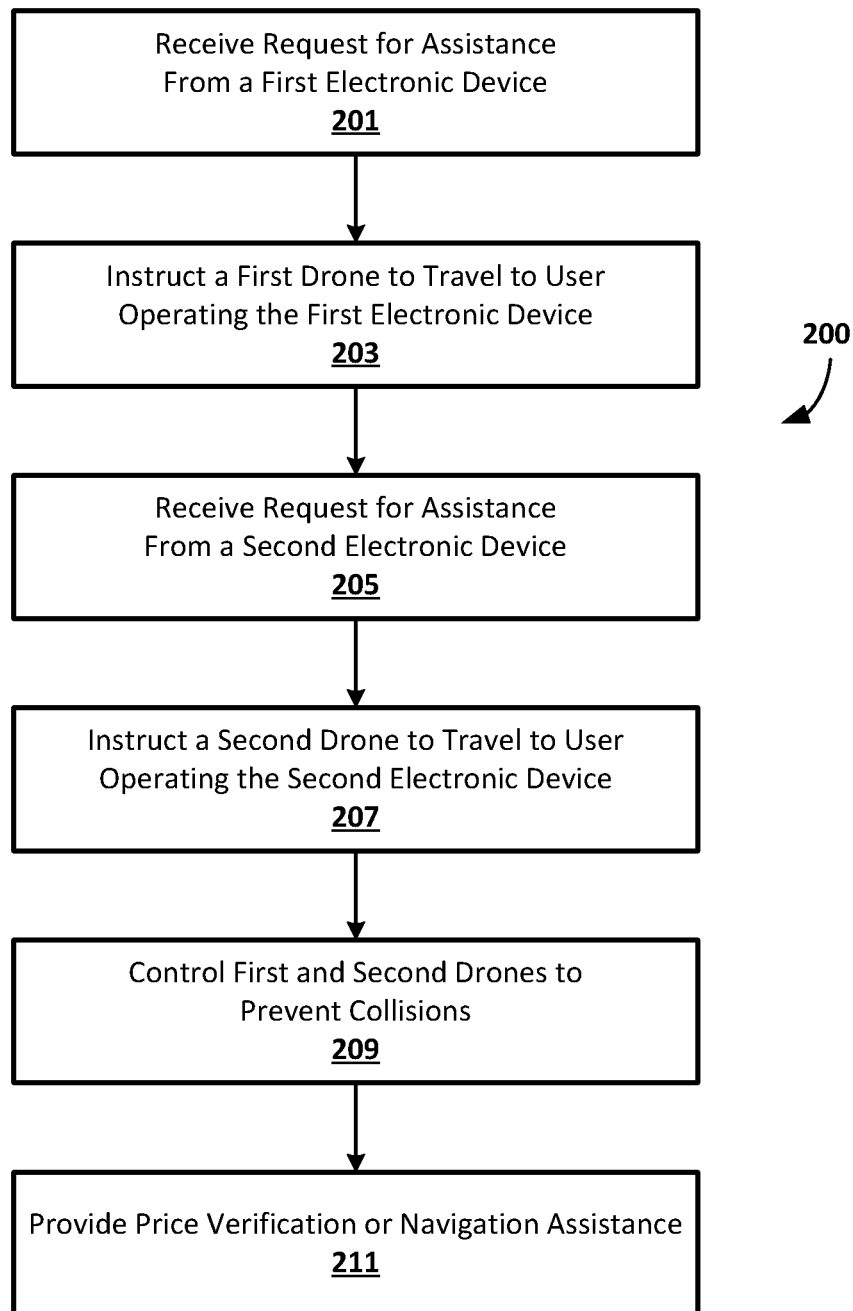 Receive Request for Assistance
From a First Electronic Device
201
Instruct a First Drone to Travel to User
Operating the First Electronic Device
203
200
Receive Request for Assistance
From a Second Electronic Device
205
Instruct a Second Drone to Travel to User
Operating the Second Electronic Device
207
Control First and Second Drones to
Prevent Collisions
209
Provide Price Verification or Navigation Assistance
211